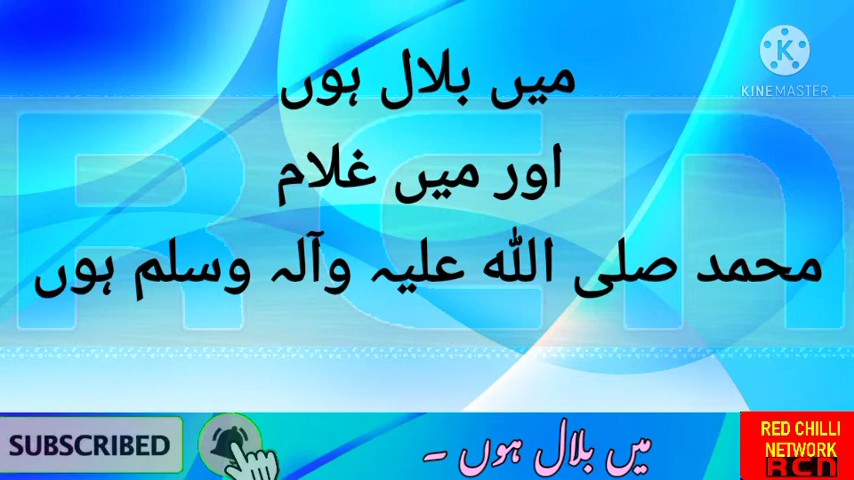 میں بلال ہوں
اور میں غلام
محمد صلی اللہ علیہ وآلہ وسلم ہوں
KINEMASTER
RCN
SUBSCRIBED
میں بلال ہوں ۔
RED CHILLI
NETWORK
RCN